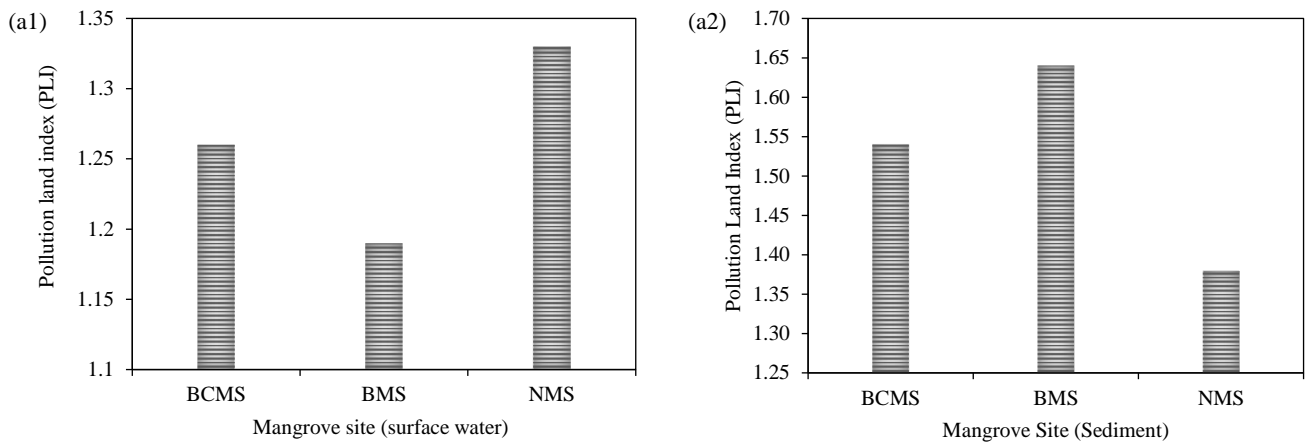 (a1)
Pollution land index (PLI)
1.35
1.3
1.25
1.2
1.15
1.1
BCMS BMS NMS
Mangrove site (surface water)
(a2)
Pollution Land Index (PLI)
1.70
1.65
1.60
1.55
1.50
1.45
1.40
1.35
1.30
1.25
BCMS BMS NMS
Mangrove Site (Sediment)